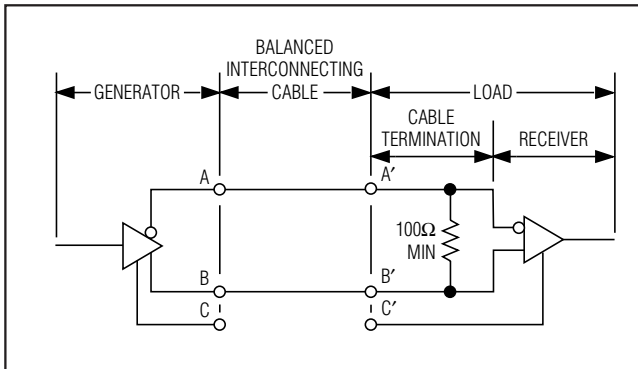 BALANCED
INTERCONNECTING
GENERATOR CABLE LOAD
CABLE
TERMINATION RECEIVER
A A′
100Ω
MIN
B B′
C C′